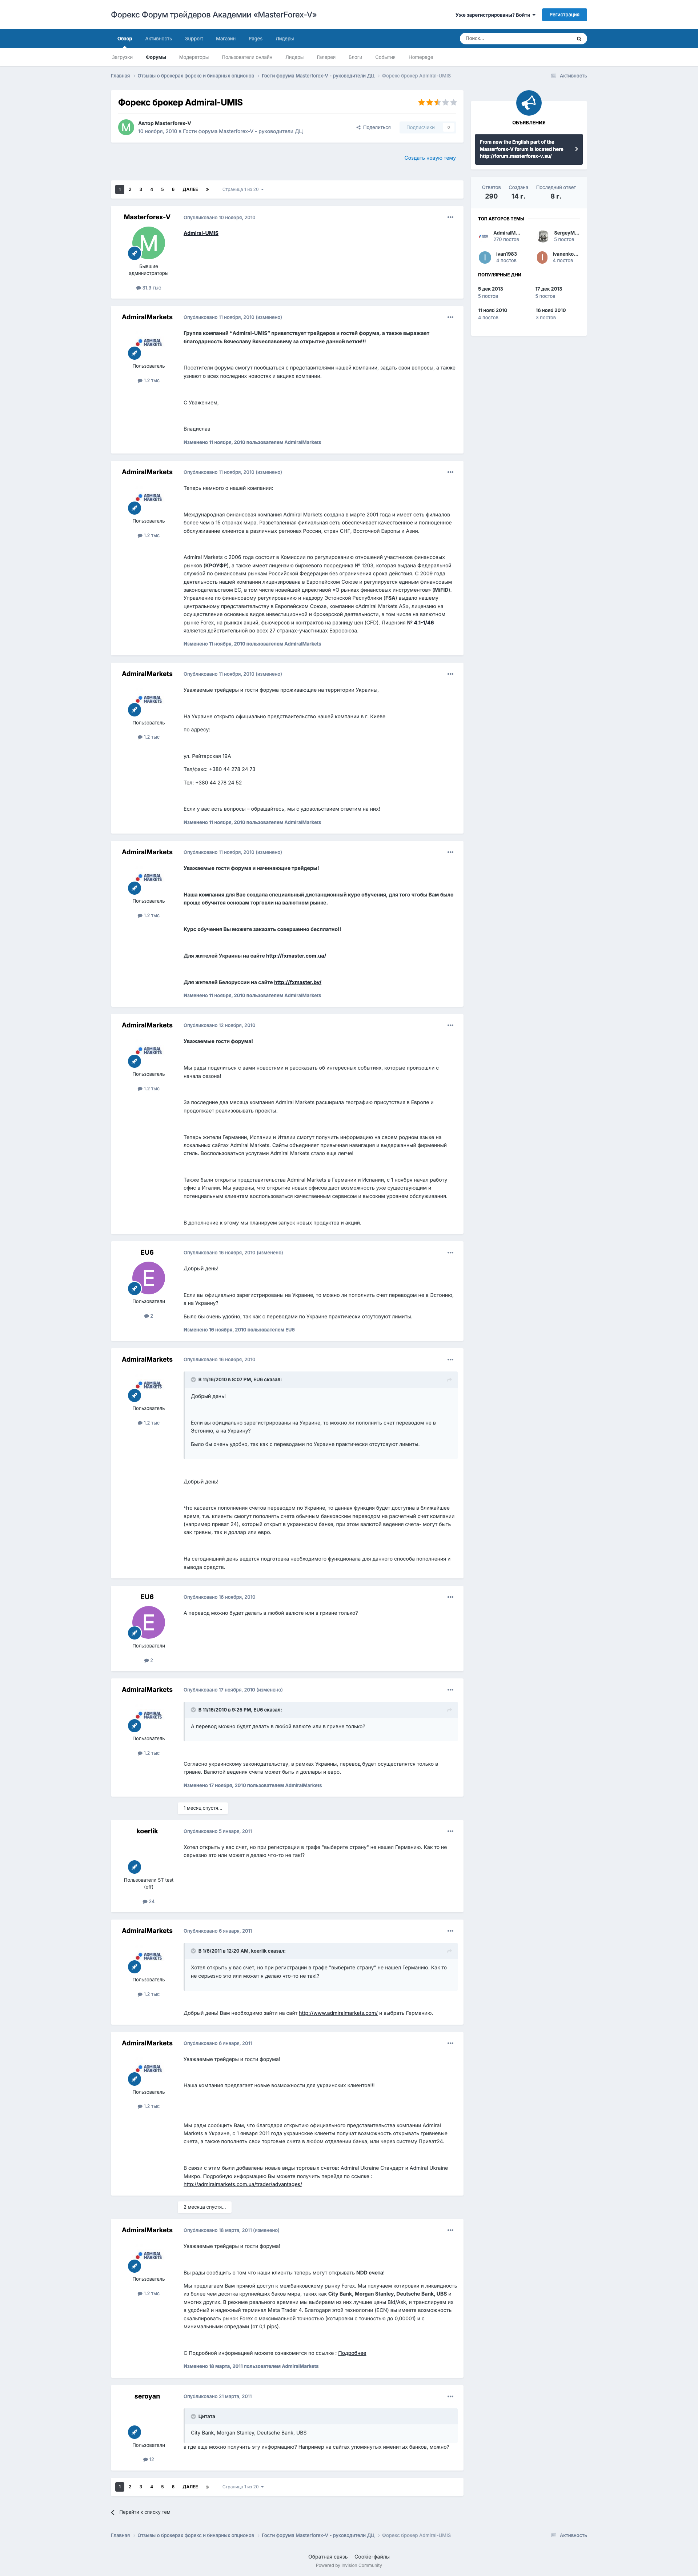 Форекс Форум трейдеров Академии «MasterForex-V»
Уже зарегистрированы? Войти
Регистрация
Обзор
Активность
Support
Магазин
Pages
Лидеры
Поиск...
Загрузки
Форумы
Модераторы
Пользователи онлайн
Лидеры
Галерея
Блоги
События
Homepage
Главная
Отзывы о брокерах форекс и бинарных опционов
Гости форума Masterforex-V - руководители ДЦ
Форекс брокер Admiral-UMIS
Активность
Форекс брокер Admiral-UMIS
Автор Masterforex-V
10 ноября, 2010 в Гости форума Masterforex-V - руководители ДЦ
Поделиться
Подписчики 0
Создать новую тему
1 2 3 4 5 6 ДАЛЕЕ »
Страница 1 из 20
ОБЪЯВЛЕНИЯ
From now the English part of the
Masterforex-V forum is located here
http://forum.masterforex-v.su/
Ответов
290
Создана
14 г.
Последний ответ
8 г.
ТОП АВТОРОВ ТЕМЫ
AdmiralM...
270 постов
SergeyM...
5 постов
Ivan1983
4 постов
ivanenko...
4 постов
ПОПУЛЯРНЫЕ ДНИ
5 дек 2013
5 постов
17 дек 2013
5 постов
11 нояб 2010
4 постов
16 нояб 2010
3 постов
Masterforex-V
Бывшие
администраторы
31,9 тыс
Опубликовано 10 ноября, 2010
Admiral-UMIS
AdmiralMarkets
Пользователь
1,2 тыс
Опубликовано 11 ноября, 2010 (изменено)
Группа компаний "Admiral-UMIS" приветствует трейдеров и гостей форума, а также выражает
благодарность Вячеславу Вячеславовичу за открытие данной ветки!!!
Посетители форума смогут пообщаться с представителями нашей компании, задать свои вопросы, а также
узнают о всех последних новостях и акциях компании.
С Уважением,
Владислав
Изменено 11 ноября, 2010 пользователем AdmiralMarkets
AdmiralMarkets
Пользователь
1,2 тыс
Опубликовано 11 ноября, 2010 (изменено)
Теперь немного о нашей компании:
Международная финансовая компания Admiral Markets создана в марте 2001 года и имеет сеть филиалов
более чем в 15 странах мира. Разветвленная филиальная сеть обеспечивает качественное и полноценное
обслуживание клиентов в различных регионах России, стран СНГ, Восточной Европы и Азии.
Admiral Markets с 2006 года состоит в Комиссии по регулированию отношений участников финансовых
рынков (КРОУФР), а также имеет лицензию биржевого посредника № 1203, которая выдана Федеральной
службой по финансовым рынкам Российской Федерации без ограничения срока действия. С 2009 года
деятельность нашей компании лицензирована в Европейском Союзе и регулируется единым финансовым
законодательством ЕС, в том числе новейшей директивой «О рынках финансовых инструментов» (MiFID).
Управление по финансовому регулированию и надзору Эстонской Республики (FSA) выдало нашему
центральному представительству в Европейском Союзе, компании «Admiral Markets AS», лицензию на
осуществление основных видов инвестиционной и брокерской деятельности, в том числе на валютном
рынке Forex, на рынках акций, фьючерсов и контрактов на разницу цен (CFD). Лицензия № 4.1-1/46
является действительной во всех 27 странах-участницах Евросоюза.
Изменено 11 ноября, 2010 пользователем AdmiralMarkets
AdmiralMarkets
Пользователь
1,2 тыс
Опубликовано 11 ноября, 2010 (изменено)
Уважаемые трейдеры и гости форума проживающие на территории Украины,
На Украине открыто официально представительство нашей компании в г. Киеве
по адресу:
ул. Рейтарская 19А
Тел/факс: +380 44 278 24 73
Тел: +380 44 278 24 52
Если у вас есть вопросы – обращайтесь, мы с удовольствием ответим на них!
Изменено 11 ноября, 2010 пользователем AdmiralMarkets
AdmiralMarkets
Пользователь
1,2 тыс
Опубликовано 11 ноября, 2010 (изменено)
Уважаемые гости форума и начинающие трейдеры!
Наша компания для Вас создала специальный дистанционный курс обучения, для того чтобы Вам было
проще обучится основам торговли на валютном рынке.
Курс обучения Вы можете заказать совершенно бесплатно!!
Для жителей Украины на сайте http://fxmaster.com.ua/
Для жителей Белоруссии на сайте http://fxmaster.by/
Изменено 11 ноября, 2010 пользователем AdmiralMarkets
AdmiralMarkets
Пользователь
1,2 тыс
Опубликовано 12 ноября, 2010
Уважаемые гости форума!
Мы рады поделиться с вами новостями и рассказать об интересных событиях, которые произошли с
начала сезона!
За последние два месяца компания Admiral Markets расширила географию присутствия в Европе и
продолжает реализовывать проекты.
Теперь жители Германии, Испании и Италии смогут получить информацию на своем родном языке на
локальных сайтах Admiral Markets. Сайты объединяет привычная навигация и выдержанный фирменный
стиль. Воспользоваться услугами Admiral Markets стало еще легче!
Также были открыты представительства Admiral Markets в Германии и Испании, а с 1 ноября начал работу
офис в Италии. Мы уверены, что открытие новых офисов даст возможность уже существующим и
потенциальным клиентам воспользоваться качественным сервисом и достойным уровнем обслуживания.
В дополнение к этому мы планируем запуск новых продуктов и акций.
EU6
E
Пользователи
2
Опубликовано 16 ноября, 2010 (изменено)
Добрый день!
Если вы официально зарегистрированы на Украине, то можно ли пополнить счет переводом не в Эстонию,
а на Украину?
Было бы очень удобно, так как с переводами по Украине практически отсутсвуют лимиты.
Изменено 16 ноября, 2010 пользователем EU6
AdmiralMarkets
Пользователь
1,2 тыс
Опубликовано 16 ноября, 2010
В 11/16/2010 в 8:07 PM, EU6 сказал:
Добрый день!
Если вы официально зарегистрированы на Украине, то можно ли пополнить счет переводом не в
Эстонию, а на Украину?
Было бы очень удобно, так как с переводами по Украине практически отсутсвуют лимиты.
Добрый день!
Что касается пополнения счетов переводом по Украине, то данная функция будет доступна в ближайшее
время, т.е. клиенты смогут пополнять счета обычным банковским переводом на расчетный счет компании
(например приват 24), который открыт в украинском гривнах, при этом валютой ведения счета- могут быть
как гривны, так и доллар или евро.
На сегодняшний день ведется подготовка необходимого функционала для данного способа пополнения и
вывода средств.
EU6
E
Пользователи
2
Опубликовано 16 ноября, 2010
А перевод можно будет делать в любой валюте или в гривне только?
AdmiralMarkets
Пользователь
1,2 тыс
Опубликовано 17 ноября, 2010 (изменено)
В 11/16/2010 в 9:25 PM, EU6 сказал:
А перевод можно будет делать в любой валюте или в гривне только?
Согласно украинскому законодательству, в рамках Украины, перевод будет осуществлятся только в
гривне. Валютой ведения счета может быть и доллары и евро.
Изменено 17 ноября, 2010 пользователем AdmiralMarkets
1 месяц спустя...
koerlik
Пользователи ST test
(off)
24
Опубликовано 5 января, 2011
Хотел открыть у вас счет, но при регистрации в графе "выберите страну" не нашел Германию. Как то не
серьезно это или может я делаю что-то не так!?
AdmiralMarkets
Пользователь
1,2 тыс
Опубликовано 6 января, 2011
В 1/6/2011 в 12:20 AM, koerlik сказал:
Хотел открыть у вас счет, но при регистрации в графе "выберите страну" не нашел Германию. Как то
не серьезно это или может я делаю что-то не так!?
Добрый день! Вам необходимо зайти на сайт http://www.admiralmarkets.com/ и выбрать Германию.
AdmiralMarkets
Пользователь
1,2 тыс
Опубликовано 6 января, 2011
Уважаемые трейдеры и гости форума!
Наша компания предлагает новые возможности для украинских клиентов!!!
Мы рады сообщить Вам, что благодаря открытию официального представительства компании Admiral
Markets в Украине, с 1 января 2011 года украинские клиенты получат возможность открывать гривневые
счета, а также пополнять свои торговые счета в любом отделении банка, или через систему Приват24.
В связи с этим были добавлены новые виды торговых счетов: Admiral Ukraine Стандарт и Admiral Ukraine
Микро. Подробную информацию Вы можете получить перейдя по ссылке :
http://admiralmarkets.com.ua/trader/advantages/
2 месяца спустя...
AdmiralMarkets
Пользователь
1,2 тыс
Опубликовано 18 марта, 2011 (изменено)
Уважаемые трейдеры и гости форума!
Вы рады сообщить о том что наши клиенты теперь могут открывать NDD счета!
Мы предлагаем Вам прямой доступ к межбанковскому рынку Forex. Мы получаем котировки и ликвидность
из более чем десятка крупнейших банков мира, таких как City Bank, Morgan Stanley, Deutsche Bank, UBS и
других. В режиме реального времени мы выбираем из них лучшие цены Bid/Ask, и транслируем их
в удобный и надежный терминал Meta Trader 4. Благодаря этой технологии (ECN) вы имеете возможность
скальпировать рынок Forex с максимальной точностью (котировки с точностью до 0,00001) и с
минимальными спредами (от 0,1 pips).
С Подробной информацией можете ознакомится по ссылке : Подробнее
Изменено 18 марта, 2011 пользователем AdmiralMarkets
seroyan
Пользователи
12
Опубликовано 21 марта, 2011
Цитата
City Bank, Morgan Stanley, Deutsche Bank, UBS
а где еще можно получить эту информацию? Например на сайтах упомянутых именитых банков, можно?
1 2 3 4 5 6 ДАЛЕЕ »
Страница 1 из 20
Перейти к списку тем
Главная
Отзывы о брокерах форекс и бинарных опционов
Гости форума Masterforex-V - руководители ДЦ
Форекс брокер Admiral-UMIS
Активность
Обратная связь
Cookie-файлы
Powered by Invision Community